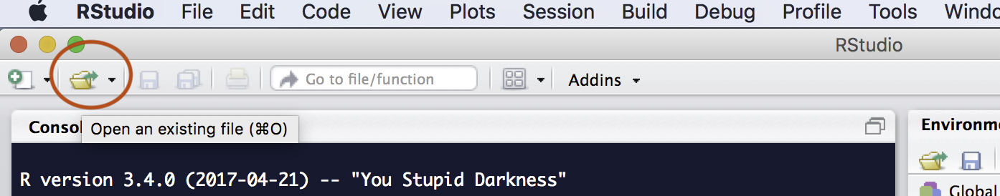 RStudio File Edit Code View Plots Session Build Debug Profile Tools Windo
RStudio
Go to file/function Addins
Consol Environme
Open an existing file (⌘O)
R version 3.4.0 (2017-04-21) -- "You Stupid Darkness"
Global